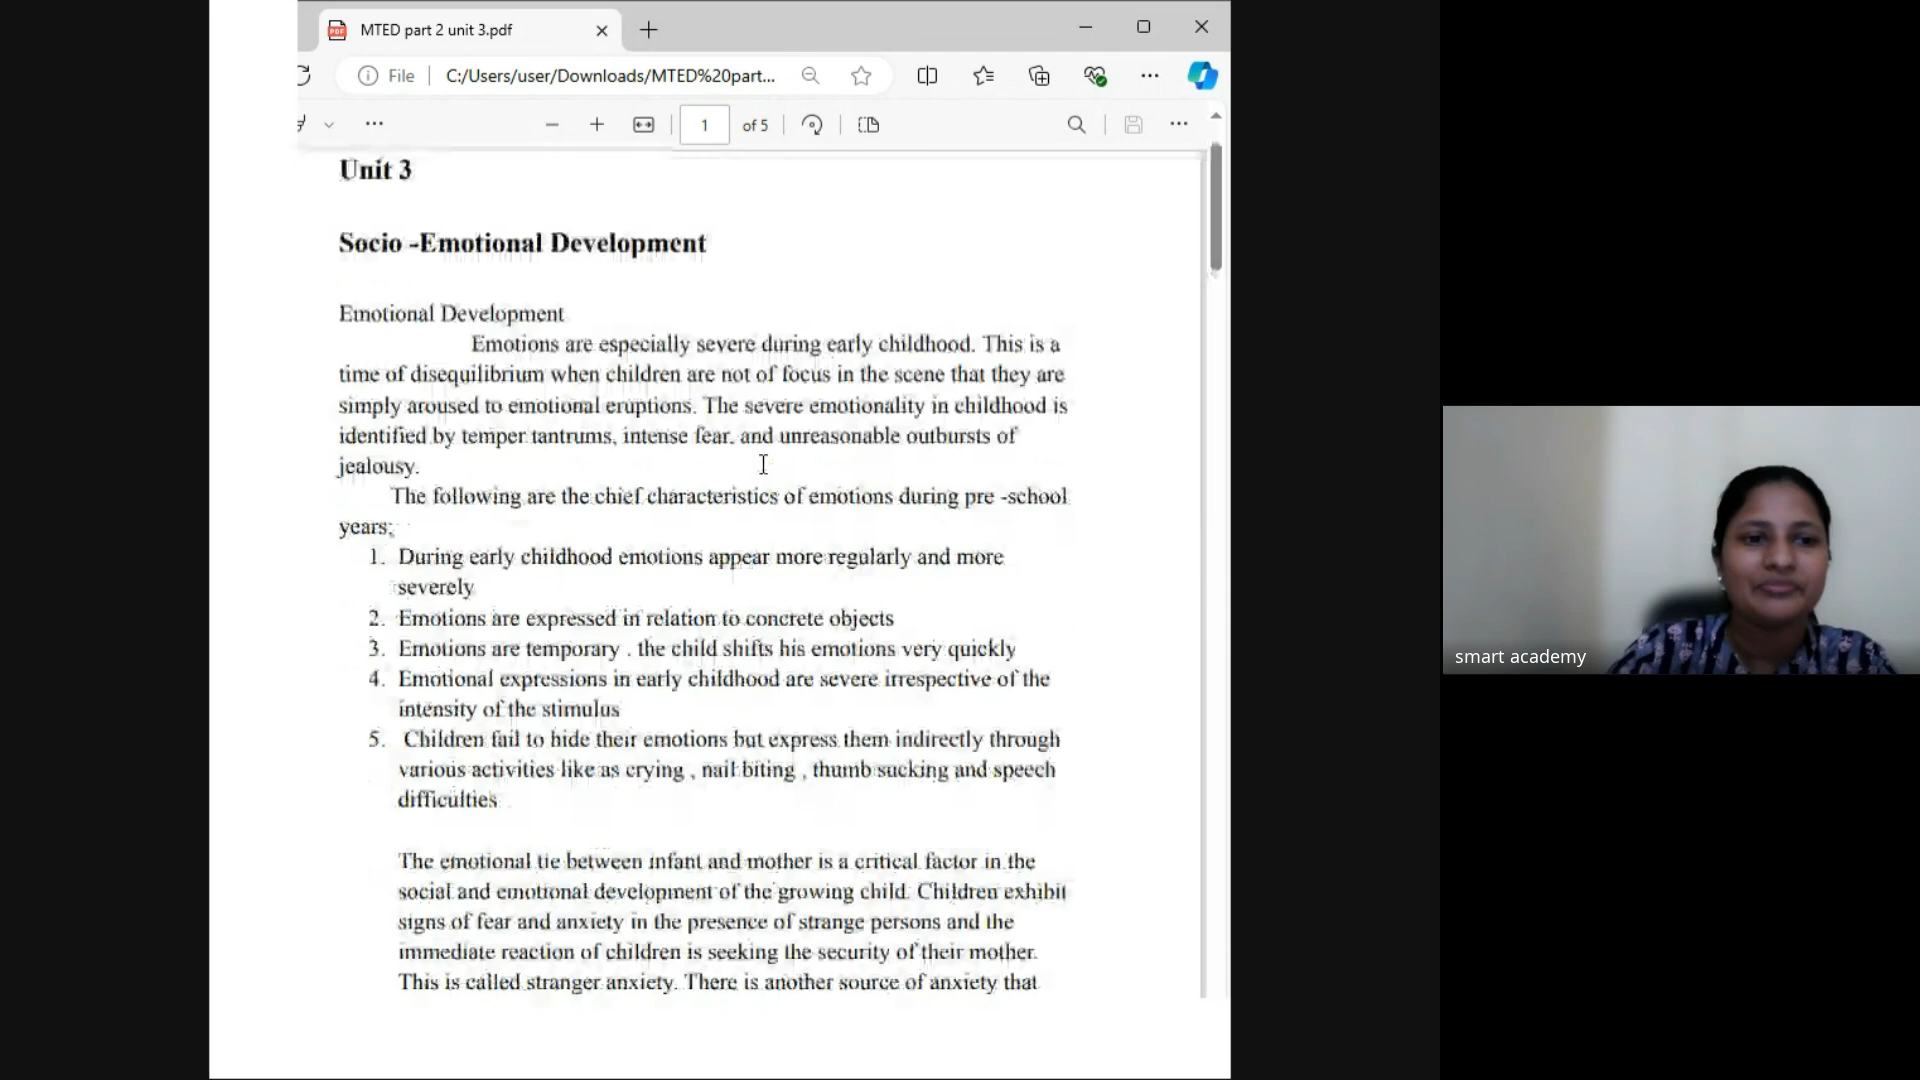 MTED part 2 unit 3.pdf
File
C:/Users/user/Downloads/MTED%20part...
1 of 5
Unit 3
Socio -Emotional Development
Emotional Development
Emotions are especially severe during early childhood. This is a
time of disequilibrium when children are not of focus in the scene that they are
simply aroused to emotional eruptions. The severe emotionality in childhood is
identified by temper tantrums, intense fear. and unreasonable outbursts of
jealousy.
The following are the chief characteristics of emotions during pre -school
years;
1. During early childhood emotions appear more regularly and more
severely
2. Emotions are expressed in relation to concrete objects
3. Emotions are temporary . the child shifts his emotions very quickly
4. Emotional expressions in early childhood are severe irrespective of the
intensity of the stimulus
5. Children fail to hide their emotions but express them indirectly through
various activities like as crying , nail biting , thumb sucking and speech
difficulties
The emotional tie between infant and mother is a critical factor in the
social and emotional development of the growing child. Children exhibit
signs of fear and anxiety in the presence of strange persons and the
immediate reaction of children is seeking the security of their mother.
This is called stranger anxiety. There is another source of anxiety that
smart academy